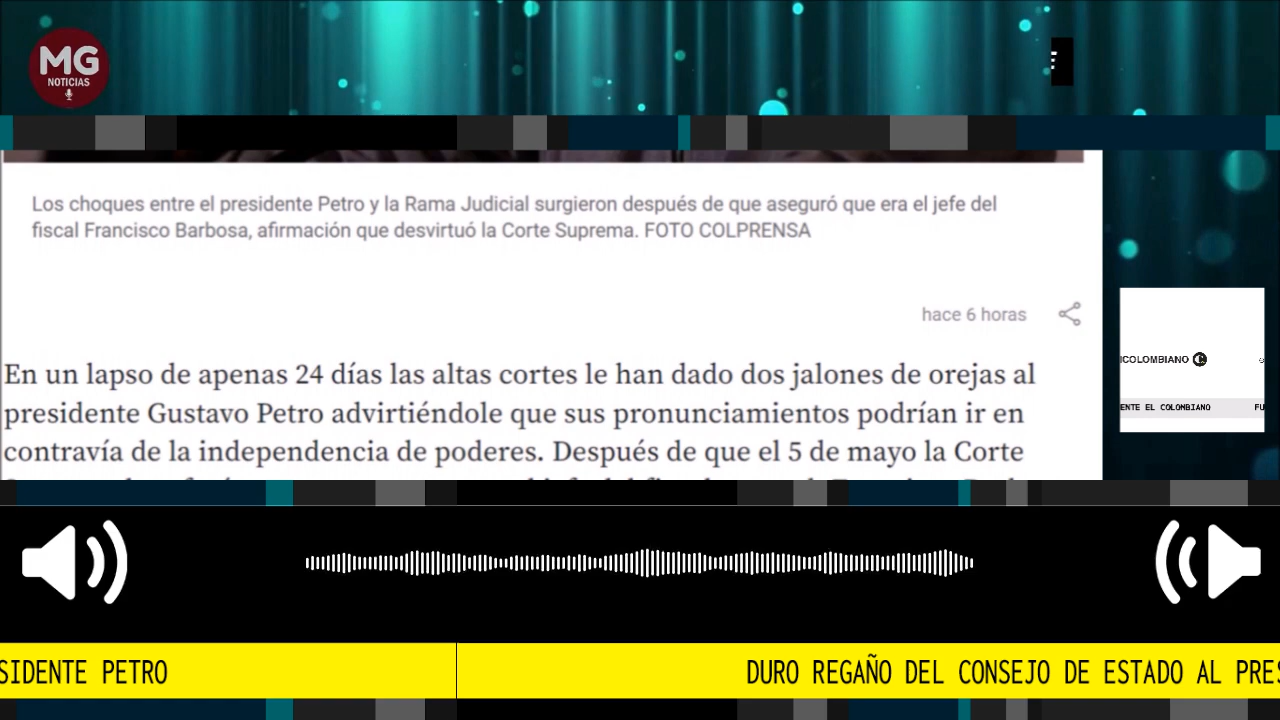 MG
NOTICIAS
Los choques entre el presidente Petro y la Rama Judicial surgieron después de que aseguró que era el jefe del
fiscal Francisco Barbosa, afirmación que desvirtuó la Corte Suprema. FOTO COLPRENSA
hace 6 horas
En un lapso de apenas 24 días las altas cortes le han dado dos jalones de orejas al
presidente Gustavo Petro advirtiéndole que sus pronunciamientos podrían ir en
contravía de la independencia de poderes. Después de que el 5 de mayo la Corte
COLOMBIANO
ENTE EL COLOMBIANO FU
SIDENTE PETRO
DURO REGAÑO DEL CONSEJO DE ESTADO AL PRES